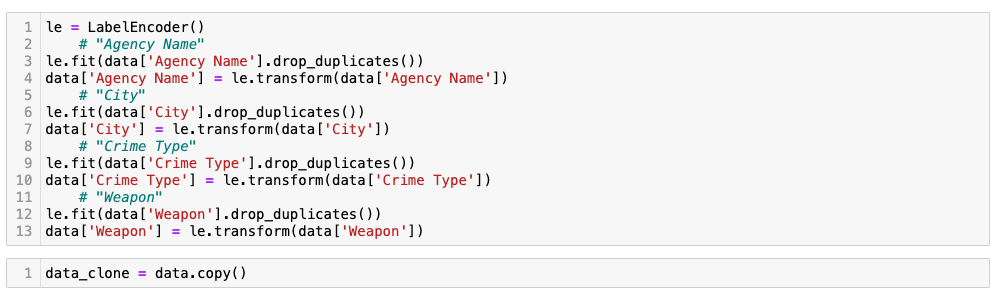 1 le = LabelEncoder()
2     # "Agency Name"
3 le.fit(data['Agency Name'].drop_duplicates())
4 data['Agency Name'] = le.transform(data['Agency Name'])
5     # "City"
6 le.fit(data['City'].drop_duplicates())
7 data['City'] = le.transform(data['City'])
8     # "Crime Type"
9 le.fit(data['Crime Type'].drop_duplicates())
10 data['Crime Type'] = le.transform(data['Crime Type'])
11     # "Weapon"
12 le.fit(data['Weapon'].drop_duplicates())
13 data['Weapon'] = le.transform(data['Weapon'])
1 data_clone = data.copy()